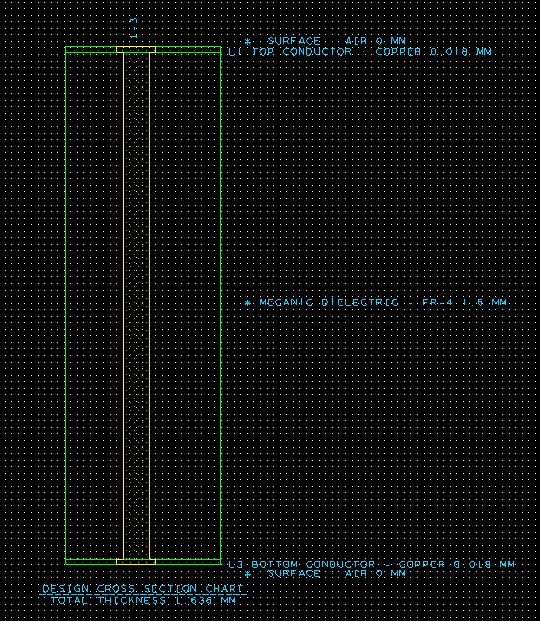 1-3
* SURFACE - AIR 0 MM
L1 TOP CONDUCTOR - COPPER 0.018 MM
* MECANIC DIELECTRIC - FR-4 1.6 MM
L3 BOTTOM CONDUCTOR - COPPER 0.018 MM
* SURFACE - AIR 0 MM
DESIGN CROSS SECTION CHART
TOTAL THICKNESS 1.636 MM